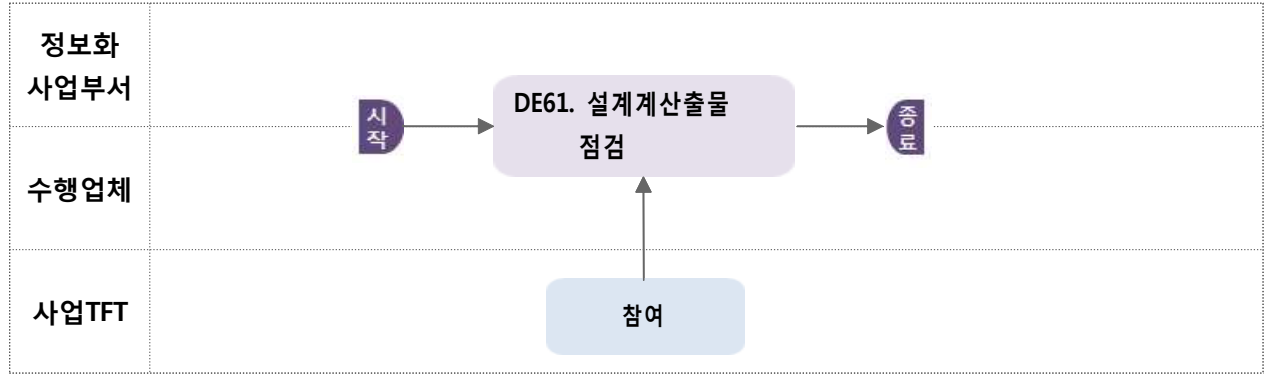 정보화
사업부서
시
작
DE61. 설계계산출물
점검
종
료
수행업체
사업TFT
참여